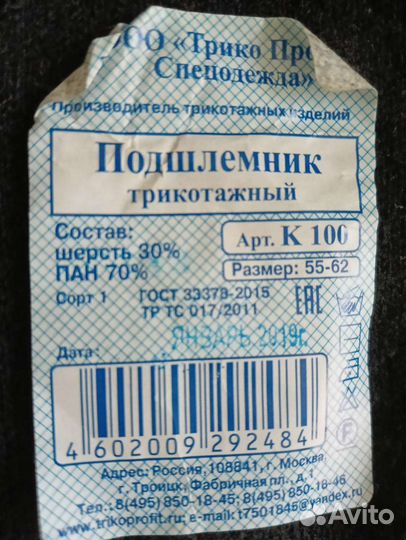 ООО «Трико Про
Спецодежда»
Производитель трикотажных изделий
Подшлемник
трикотажный
Состав:
шерсть 30%
ПАН 70%
Арт. К 100
Размер: 55-62
Сорт 1
ГОСТ 33378-2015
ТР ТС 017/2011
EAC
Дата:
ЯНВАРЬ 2019г.
4 602009 292484
Адрес: Россия, 108841, г. Москва,
г. Троицк, Фабричная пл., д.1
Тел.: 8(495) 850-18-45; 8(495) 850-18-46
www.trikoprofit.ru; e-mail: t7501845@yandex.ru
Avito